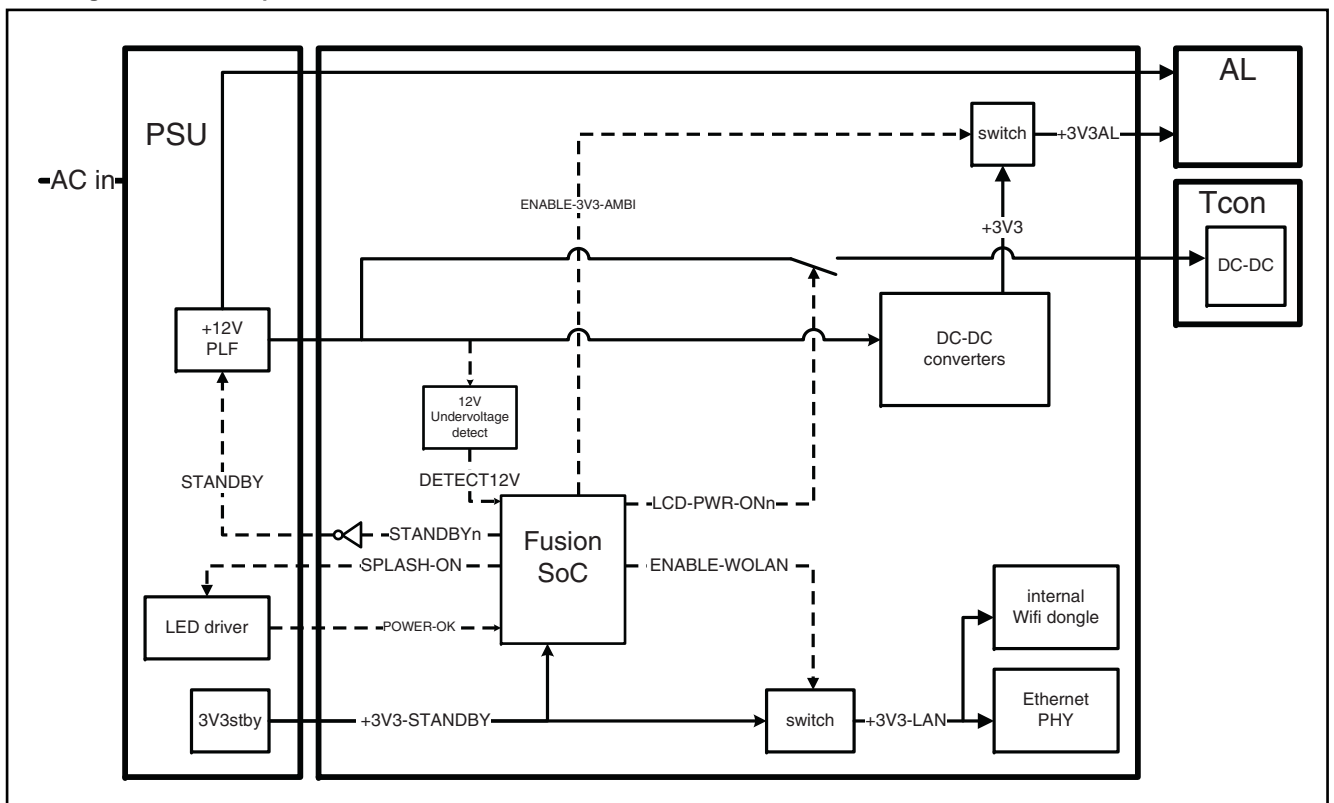 AL
PSU
switch
+3V3AL
AC in
Tcon
ENABLE-3V3-AMBI
+3V3
DC-DC
+12V
PLF
DC-DC
converters
12V
Undervoltage
detect
STANDBY
DETECT12V
LCD-PWR-ONn
STANDBYn
Fusion
SoC
SPLASH-ON
ENABLE-WOLAN
internal
Wifi dongle
LED driver
POWER-OK
Ethernet
PHY
3V3stby
+3V3-STANDBY
switch
+3V3-LAN